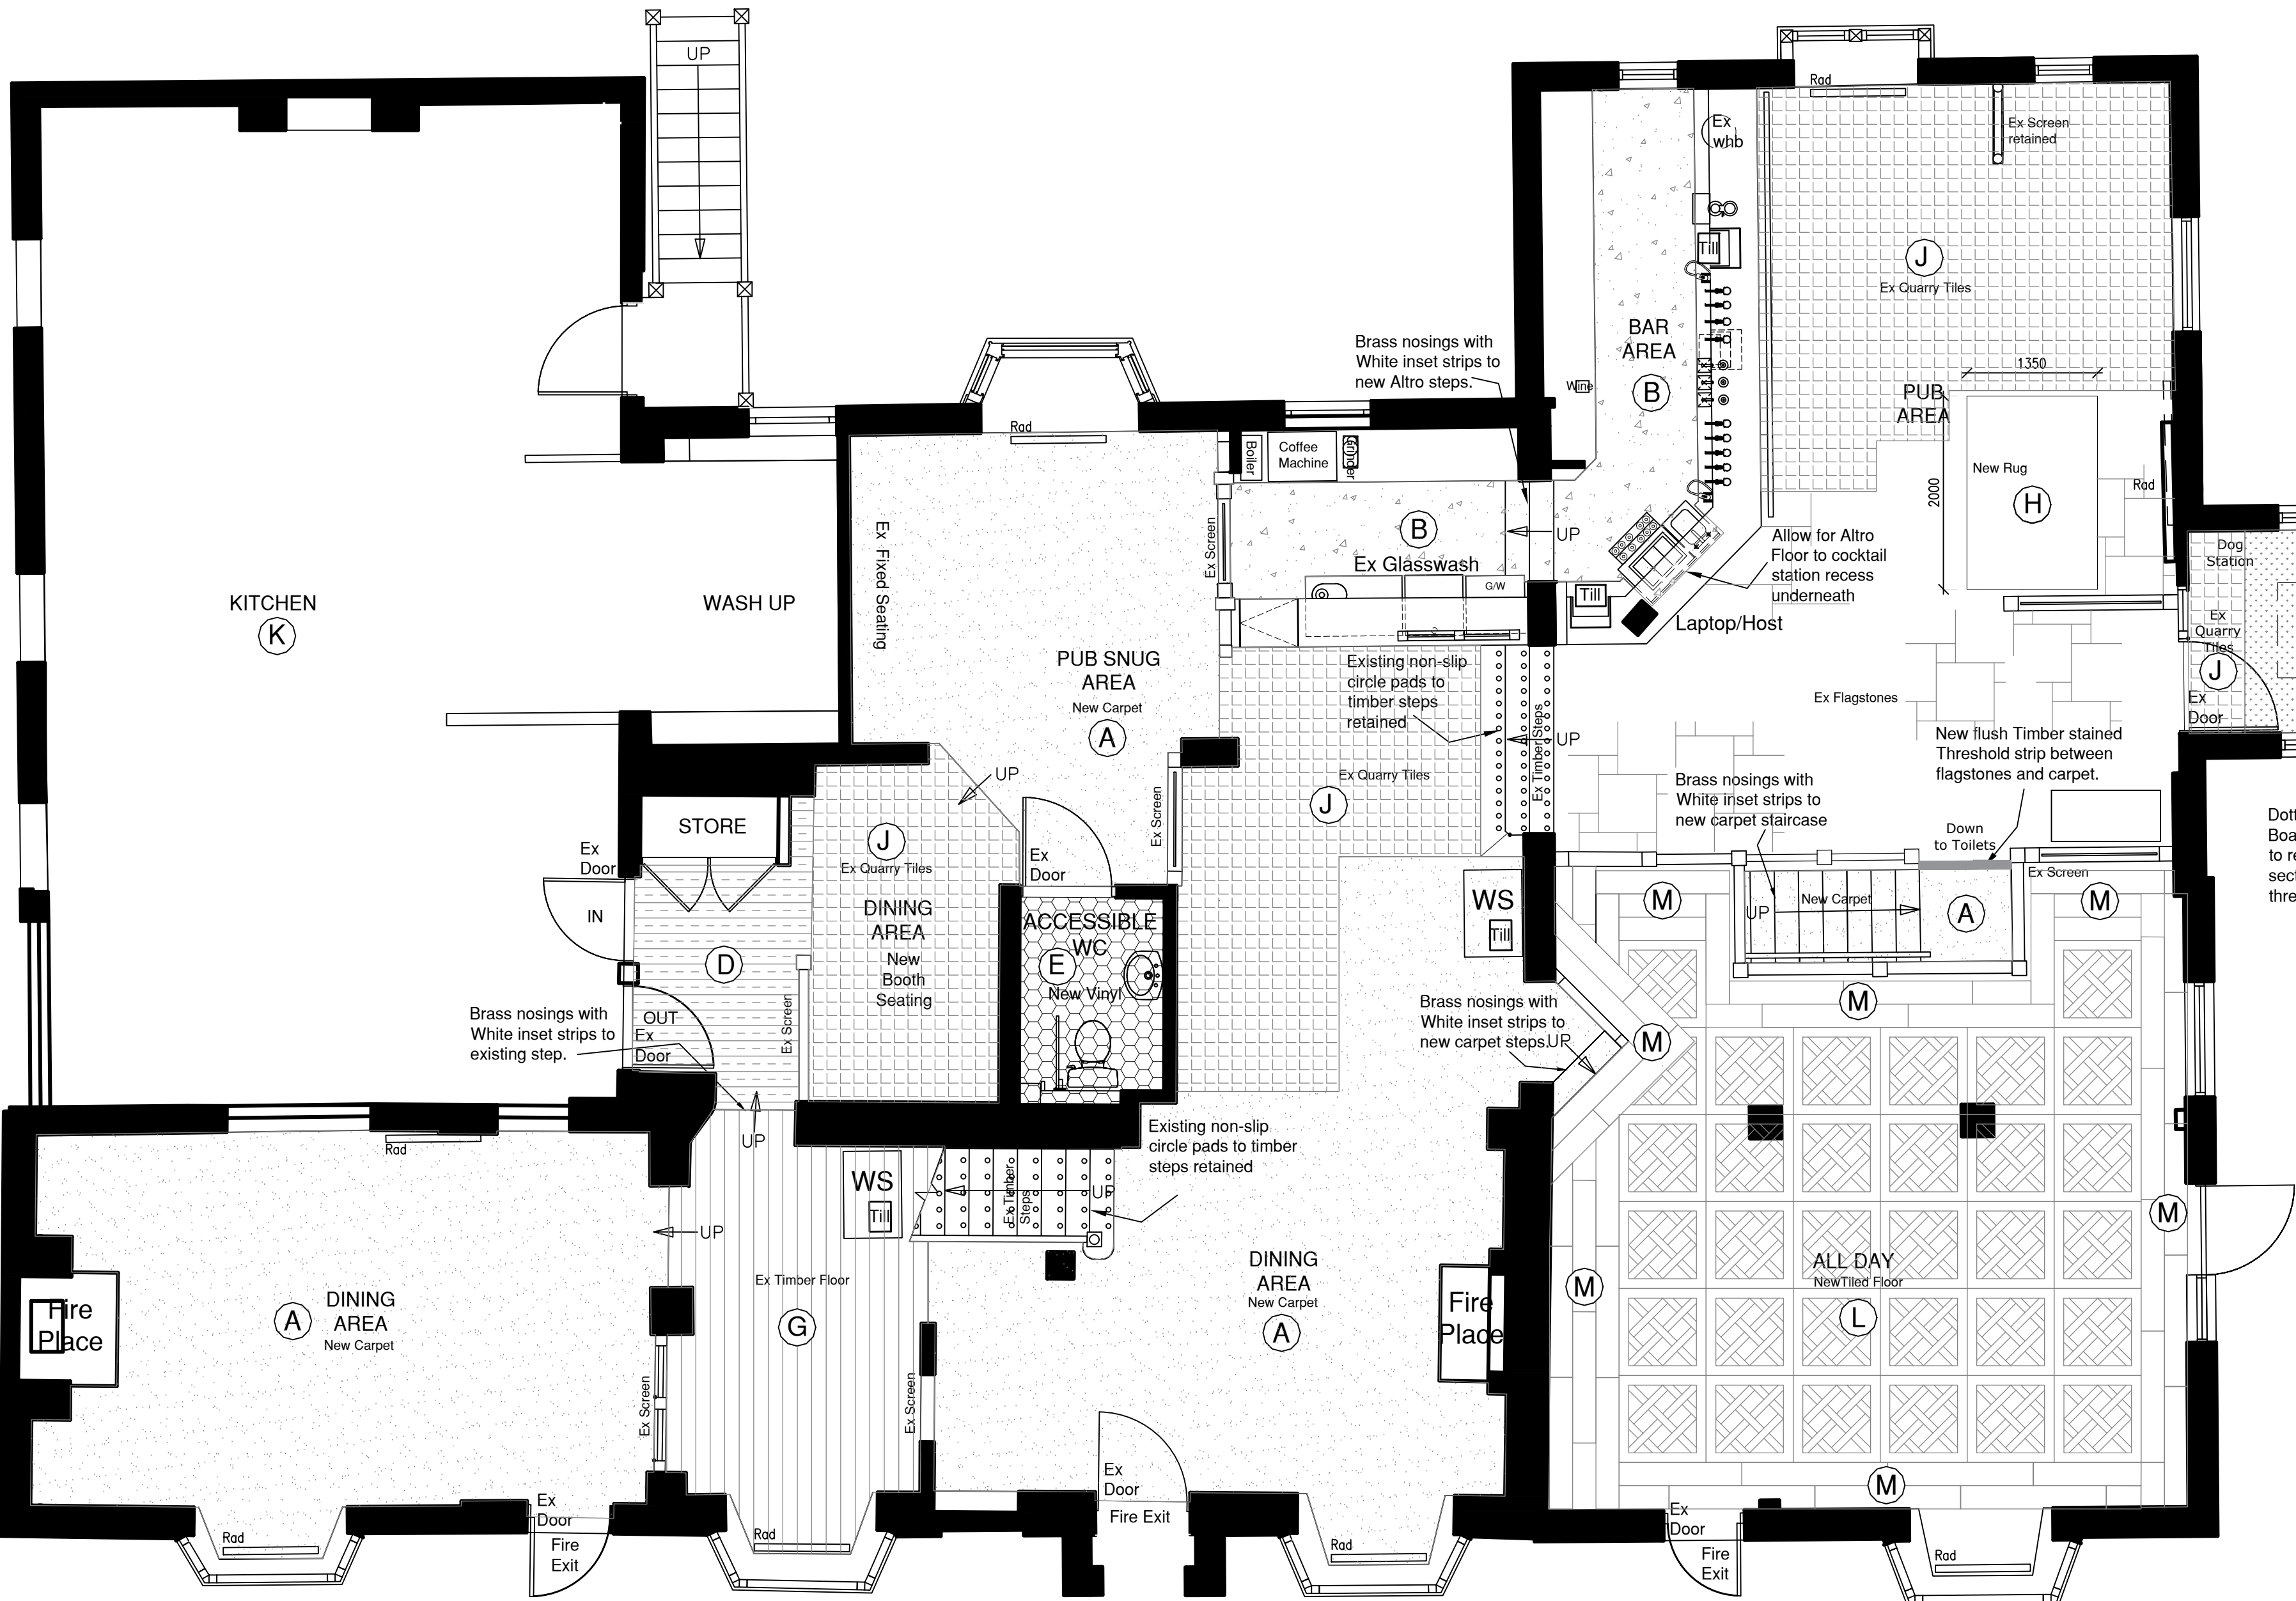 UP
Rad
Ex
whb
Ex Screen
retained
Till
J
Ex Quarry Tiles
BAR
AREA
B
Wine
Brass nosings with
White inset strips to
new Altro steps.
1350
PUB
AREA
New Rug
H
2000
Rad
Rad
Boiler
Coffee
Machine
Grinder
Ex Fixed Seating
Ex Screen
B
Ex Glasswash
G/W
UP
Till
Allow for Altro
Floor to cocktail
station recess
underneath
Laptop/Host
Dog
Station
Ex
Quarry
Tiles
J
Ex
Door
KITCHEN
K
WASH UP
PUB SNUG
AREA
New Carpet
A
Existing non-slip
circle pads to
timber steps
retained
Ex Timber Steps
UP
Ex Flagstones
New flush Timber stained
Threshold strip between
flagstones and carpet.
UP
Ex Quarry Tiles
J
Ex Screen
Brass nosings with
White inset strips to
new carpet staircase
Down
to Toilets
Ex Screen
Dott
Boa
to re
sect
thre
STORE
Ex
Door
IN
J
Ex Quarry Tiles
DINING
AREA
New
Booth
Seating
Ex
Door
ACCESSIBLE
WC
E
New Vinyl
WS
Till
M
UP
New Carpet
A
M
D
Ex Screen
OUT
Ex
Door
Brass nosings with
White inset strips to
existing step.
Brass nosings with
White inset strips to
new carpet steps.
UP
M
M
UP
Rad
WS
Till
Ex Timber
Steps
UP
Existing non-slip
circle pads to timber
steps retained
UP
Ex Timber Floor
G
Fire
Place
A
DINING
AREA
New Carpet
Ex Screen
Ex Screen
DINING
AREA
New Carpet
A
Fire
Place
M
ALL DAY
NewTiled Floor
L
M
M
Rad
Ex
Door
Fire
Exit
Rad
Ex
Door
Fire Exit
Rad
Ex
Door
Fire
Exit
Rad